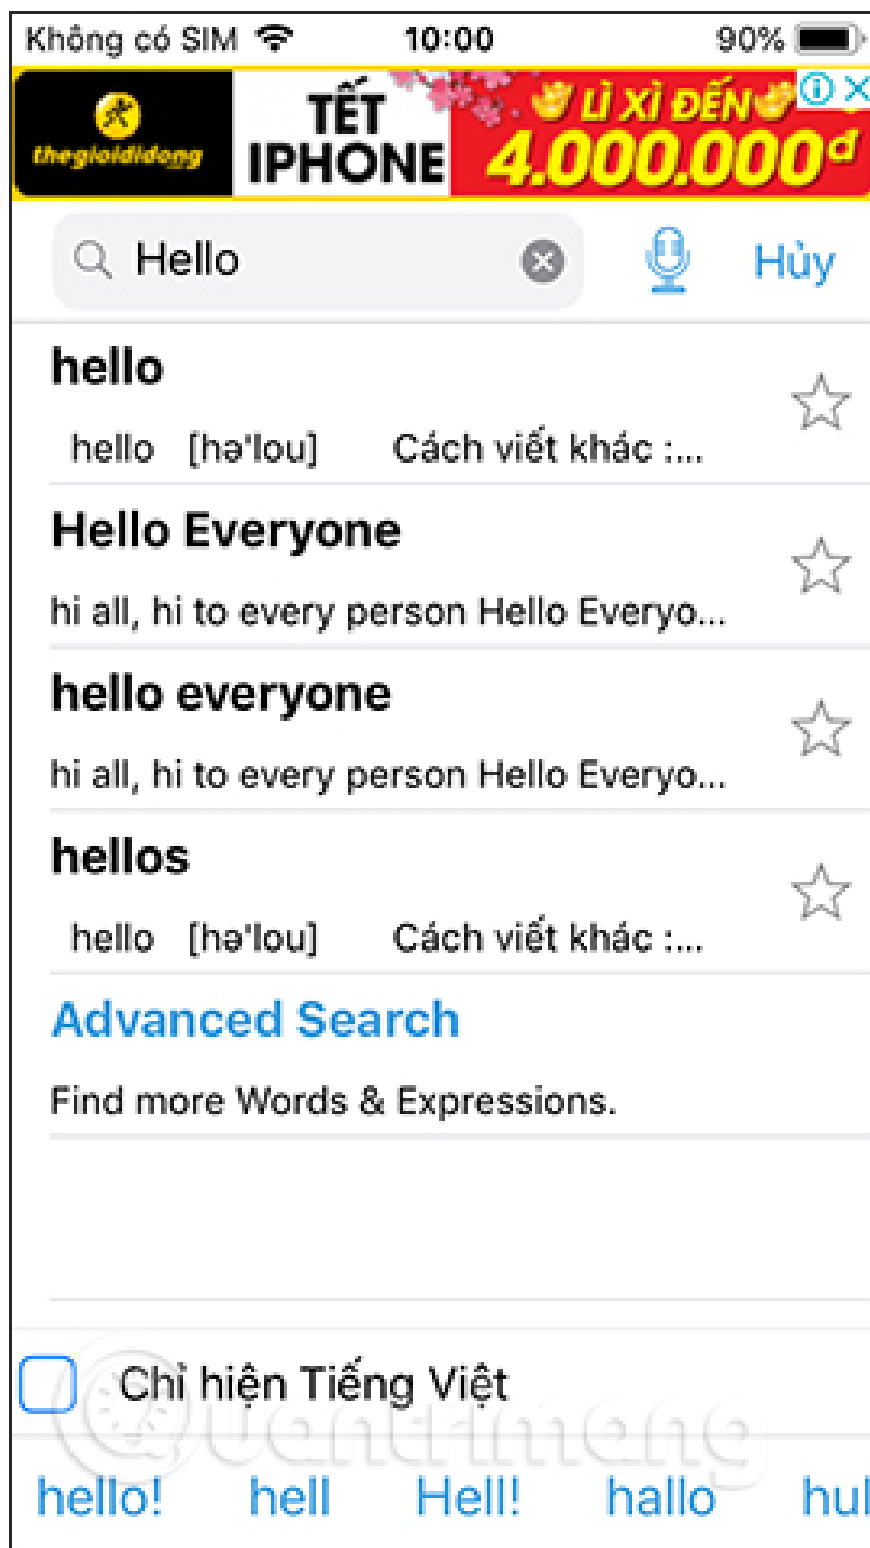 Không có SIM 10:00 90%
thegioididong
TẾT
IPHONE
LÌ XÌ ĐẾN
4.000.000đ
Hello Hủy
hello
hello [hə'lou] Cách viết khác :...
Hello Everyone
hi all, hi to every person Hello Everyo...
hello everyone
hi all, hi to every person Hello Everyo...
hellos
hello [hə'lou] Cách viết khác :...
Advanced Search
Find more Words & Expressions.
Chỉ hiện Tiếng Việt
Quantrimang
hello! hell Hell! hallo hul